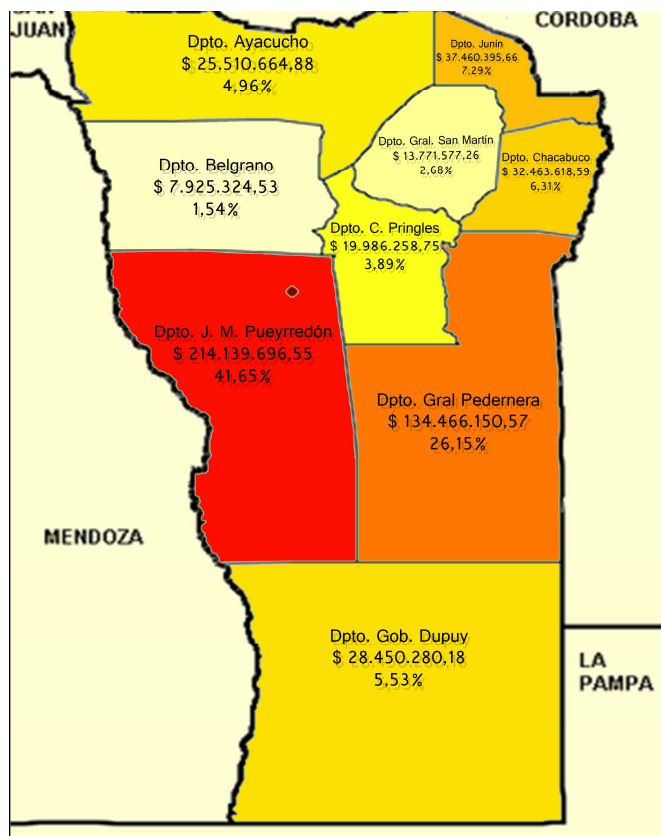 JUAN
CORDOBA
Dpto. Ayacucho
$ 25.510.664,88
4,96%
Dpto. Junín
$ 37.460.395,66
7,29%
Dpto. Gral. San Martín
$ 13.771.577,26
2,68%
Dpto. Chacabuco
$ 32.463.618,59
6,31%
Dpto. Belgrano
$ 7.925.324,53
1,54%
Dpto. C. Pringles
$ 19.986.258,75
3,89%
Dpto. J. M. Pueyrredón
$ 214.139.696,55
41,65%
Dpto. Gral Pedernera
$ 134.466.150,57
26,15%
MENDOZA
Dpto. Gob. Dupuy
$ 28.450.280,18
5,53%
LA
PAMPA